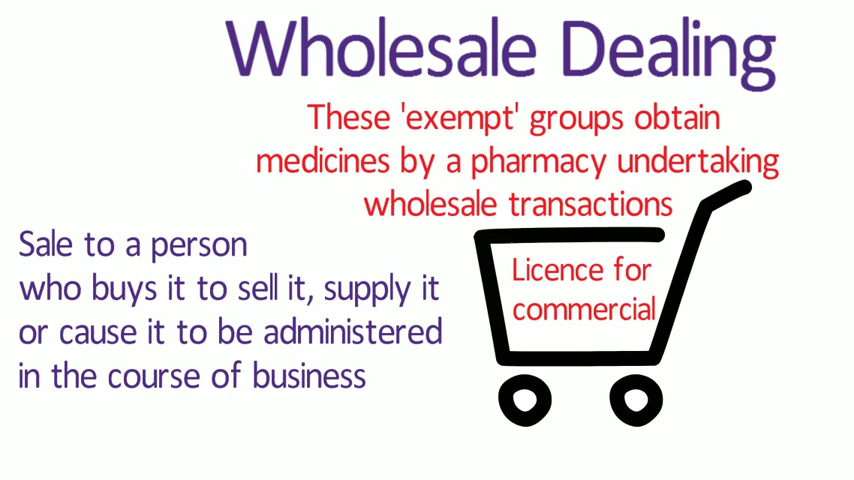 Wholesale Dealing
These 'exempt' groups obtain
medicines by a pharmacy undertaking
wholesale transactions
Sale to a person
who buys it to sell it, supply it
or cause it to be administered
in the course of business
Licence for
commercial